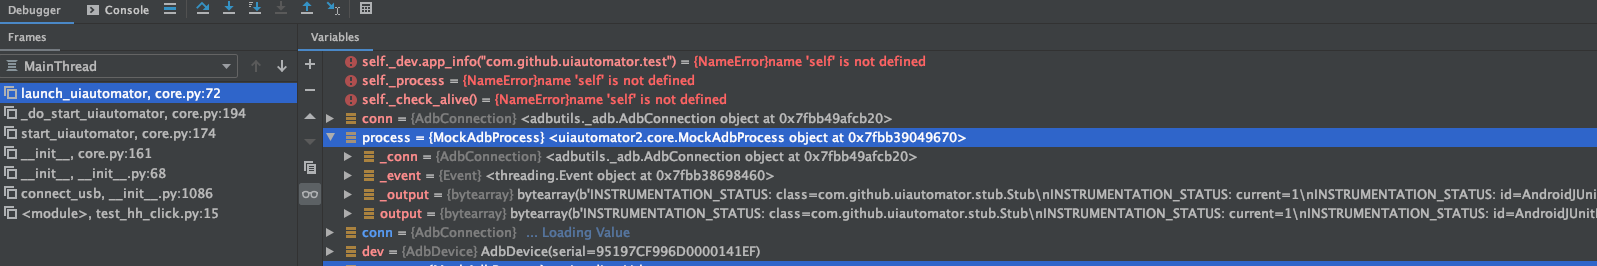 Debugger Console
Frames
Variables
MainThread
launch_uiautomator, core.py:72
_do_start_uiautomator, core.py:194
start_uiautomator, core.py:174
__init__, core.py:161
__init__, __init__.py:68
connect_usb, __init__.py:1086
<module>, test_hh_click.py:15
self._dev.app_info("com.github.uiautomator.test") = {NameError}name 'self' is not defined
self._process = {NameError}name 'self' is not defined
self._check_alive() = {NameError}name 'self' is not defined
conn = {AdbConnection} <adbutils._adb.AdbConnection object at 0x7fbb49afcb20>
process = {MockAdbProcess} <uiautomator2.core.MockAdbProcess object at 0x7fbb39049670>
_conn = {AdbConnection} <adbutils._adb.AdbConnection object at 0x7fbb49afcb20>
_event = {Event} <threading.Event object at 0x7fbb38698460>
_output = {bytearray} bytearray(b'INSTRUMENTATION_STATUS: class=com.github.uiautomator.stub.Stub\nINSTRUMENTATION_STATUS: current=1\nINSTRUMENTATION_STATUS: id=AndroidJUnitR
output = {bytearray} bytearray(b'INSTRUMENTATION_STATUS: class=com.github.uiautomator.stub.Stub\nINSTRUMENTATION_STATUS: current=1\nINSTRUMENTATION_STATUS: id=AndroidJUnitR
conn = {AdbConnection} ... Loading Value
dev = {AdbDevice} AdbDevice(serial=95197CF996D0000141EF)